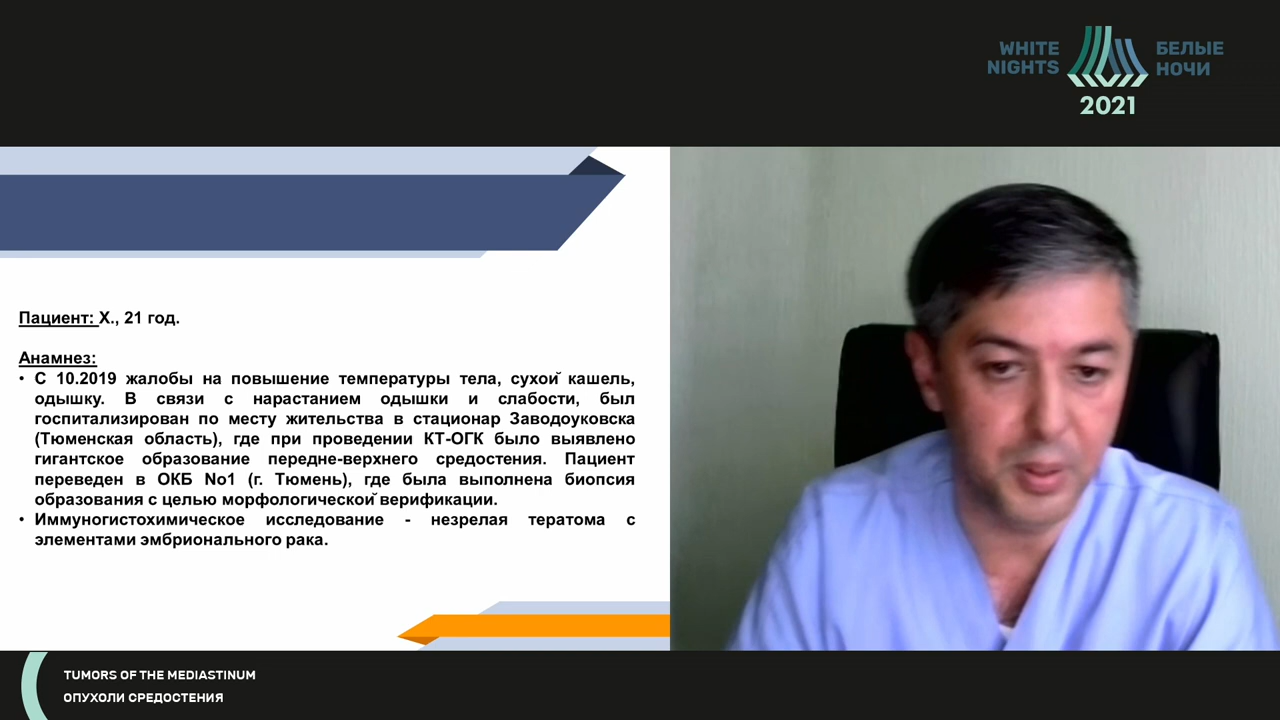 WHITE
NIGHTS
БЕЛЫЕ
НОЧИ
2021
Пациент: Х., 21 год.
Анамнез:
• С 10.2019 жалобы на повышение температуры тела, сухой кашель,
одышку. В связи с нарастанием одышки и слабости, был
госпитализирован по месту жительства в стационар Заводоуковска
(Тюменская область), где при проведении КТ-ОГК было выявлено
гигантское образование передне-верхнего средостения. Пациент
переведен в ОКБ No1 (г. Тюмень), где была выполнена биопсия
образования с целью морфологической верификации.
• Иммуногистохимическое исследование - незрелая тератома с
элементами эмбрионального рака.
TUMORS OF THE MEDIASTINUM
ОПУХОЛИ СРЕДОСТЕНИЯ